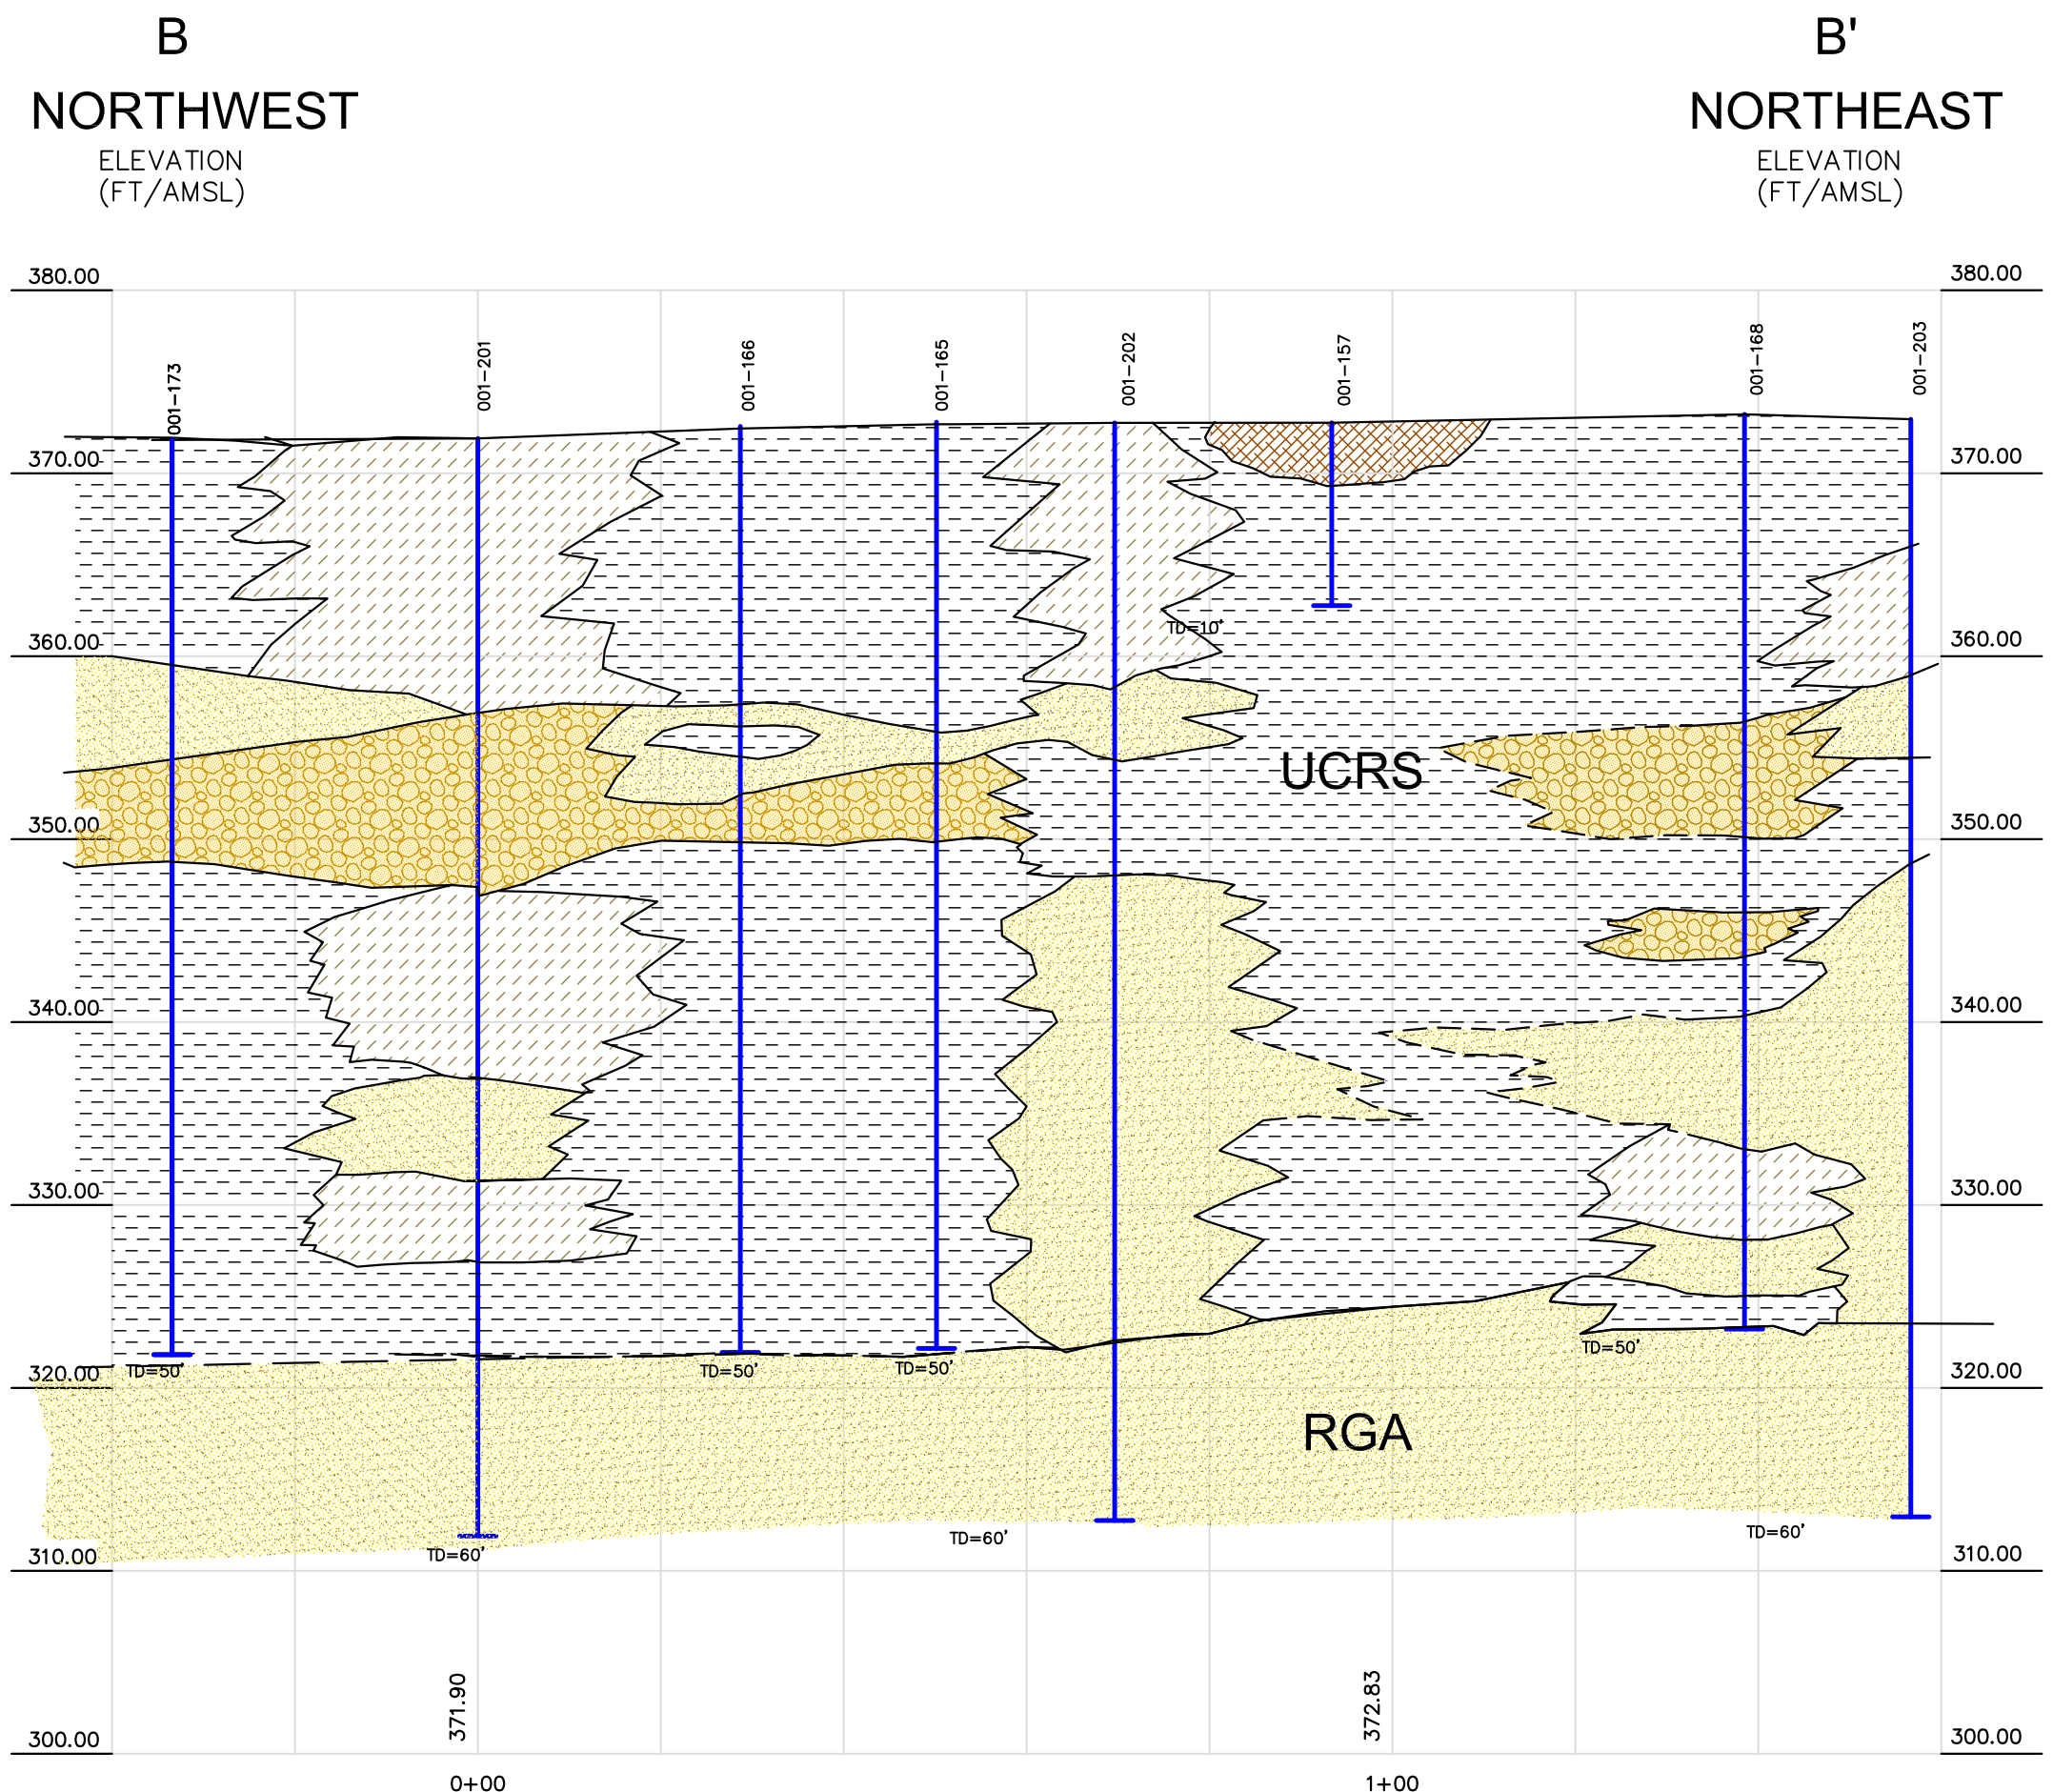 B
B'
NORTHWEST
NORTHEAST
ELEVATION
(FT/AMSL)
ELEVATION
(FT/AMSL)
380.00
380.00
001-173
001-201
001-166
001-165
001-202
001-157
001-168
001-203
370.00
370.00
TD=10'
360.00
360.00
UCRS
350.00
350.00
340.00
340.00
330.00
330.00
TD=50'
TD=50'
TD=50'
TD=50'
320.00
320.00
RGA
TD=60'
TD=60'
TD=60'
310.00
310.00
371.90
372.83
300.00
300.00
0+00
1+00